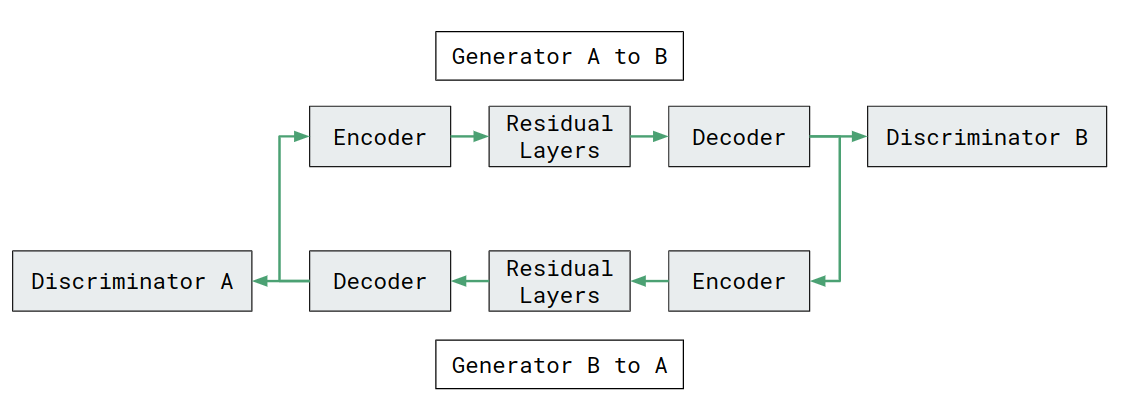 Generator A to B
Encoder
Residual
Layers
Decoder
Discriminator B
Discriminator A
Decoder
Residual
Layers
Encoder
Generator B to A